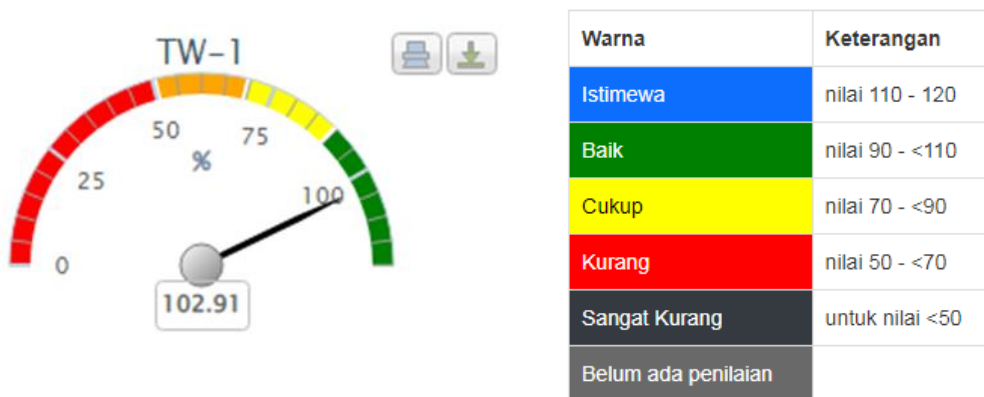 TW-1
0
25
50
75
100
%
102.91
Warna Keterangan
Istimewa nilai 110 - 120
Baik nilai 90 - <110
Cukup nilai 70 - <90
Kurang nilai 50 - <70
Sangat Kurang untuk nilai <50
Belum ada penilaian